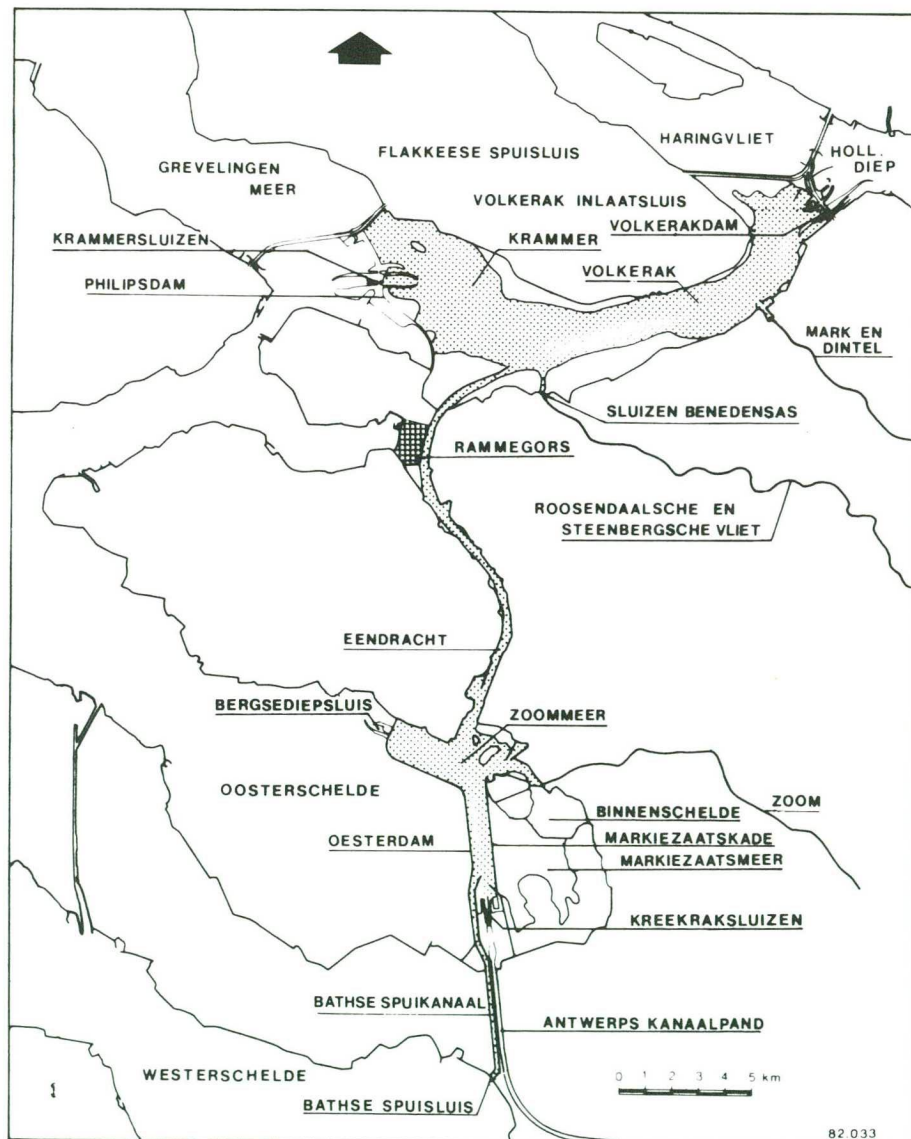 HARINGVLIET
HOLL.
DIEP
FLAKKEESE SPUISLUIS
GREVELINGEN
MEER
VOLKERAK INLAATSLUIS
VOLKERAKDAM
KRAMMERSLUIZEN
KRAMMER
PHILIPSDAM
VOLKERAK
MARK EN
DINTEL
SLUIZEN BENEDENSAS
RAMMEGORS
ROOSENDAALSCHE EN
STEENBERGSCHE VLIET
EENDRACHT
BERGSEDIEPSLUIS
ZOOMMEER
OOSTERSCHELDE
ZOOM
BINNENSCHELDE
OESTERDAM
MARKIEZAATSKADE
MARKIEZAATSMEER
KREEKRAKSLUIZEN
BATHSE SPUIKANAAL
ANTWERPS KANAALPAND
WESTERSCHELDE
0 1 2 3 4 5 km
BATHSE SPUISLUIS
82.033